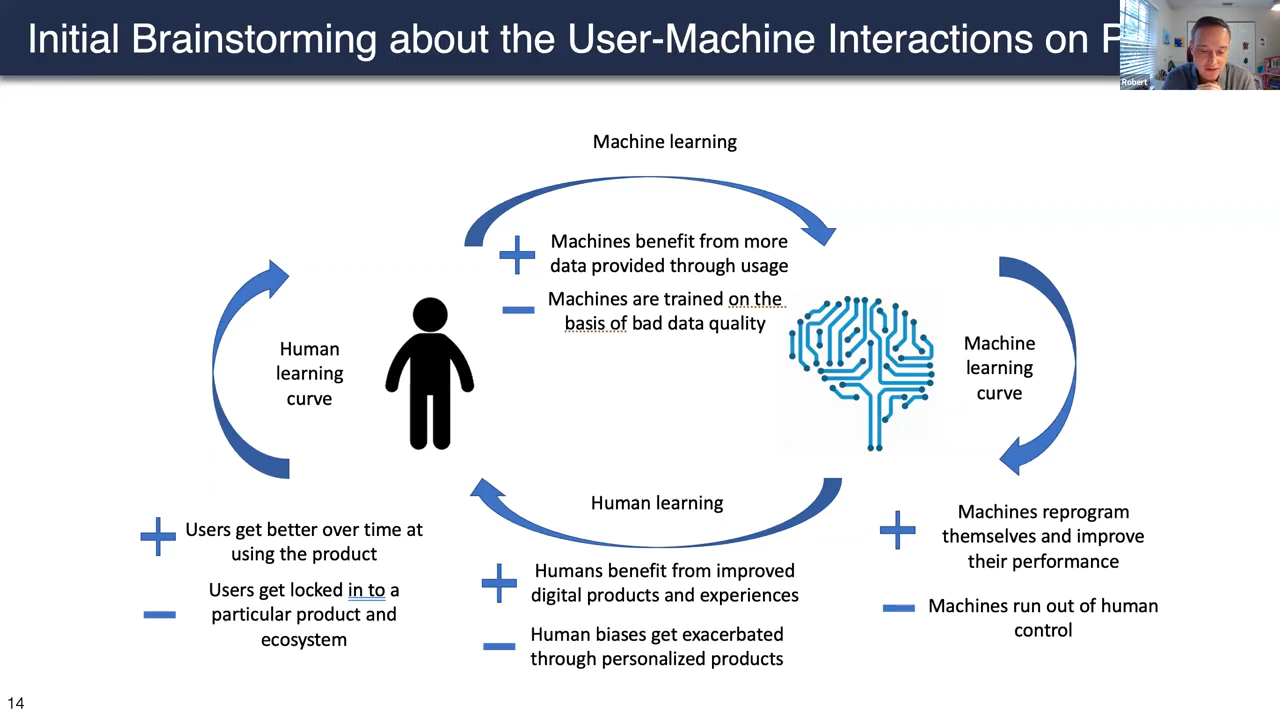 Initial Brainstorming about the User-Machine Interactions on
Robert
Machine learning
Machines benefit from more
data provided through usage
Machines are trained on the
basis of bad data quality
Human
learning
curve
Machine
learning
curve
Human learning
Users get better over time at
using the product
Users get locked in to a
particular product and
ecosystem
Humans benefit from improved
digital products and experiences
Human biases get exacerbated
through personalized products
Machines reprogram
themselves and improve
their performance
Machines run out of human
control
14